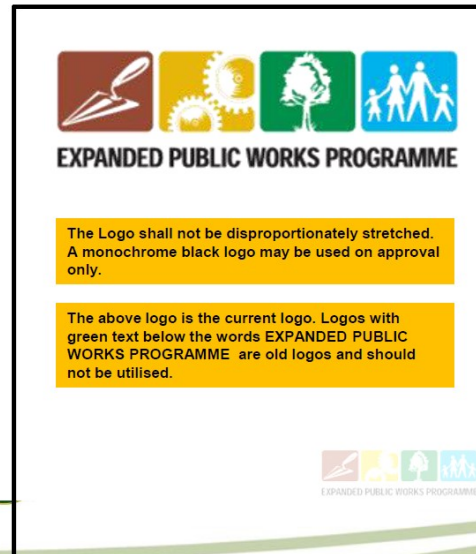 EXPANDED PUBLIC WORKS PROGRAMME
The Logo shall not be disproportionately stretched.
A monochrome black logo may be used on approval
only.
The above logo is the current logo. Logos with
green text below the words EXPANDED PUBLIC
WORKS PROGRAMME are old logos and should
not be utilised.
EXPANDED PUBLIC WORKS PROGRAMME